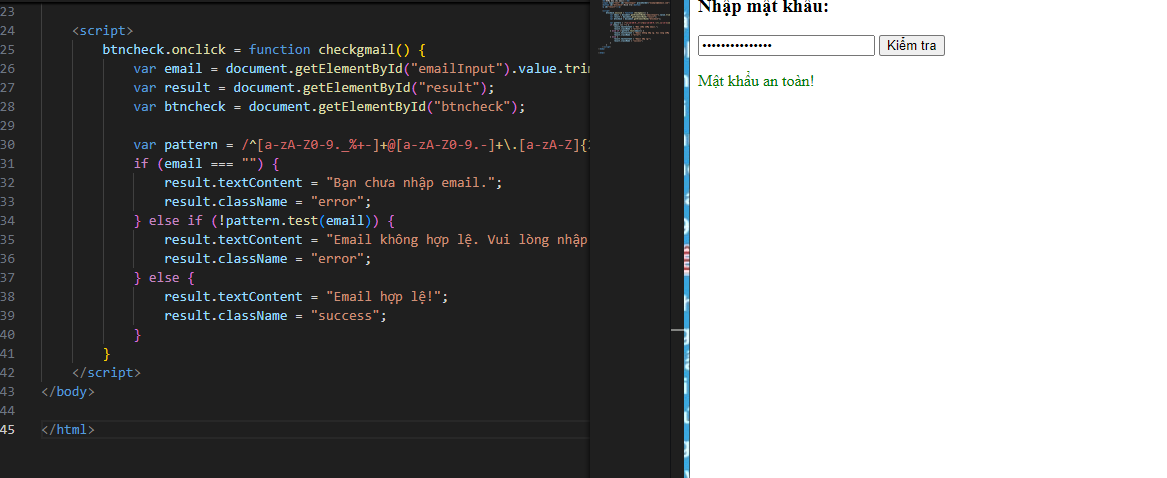 23
24 <script>
25 btncheck.onclick = function checkgmail() {
26 var email = document.getElementById("emailInput").value.trim
27 var result = document.getElementById("result");
28 var btncheck = document.getElementById("btncheck");
29
30 var pattern = /^[a-zA-Z0-9._%+-]+@[a-zA-Z0-9.-]+\.[a-zA-Z]{
31 if (email === "") {
32 result.textContent = "Bạn chưa nhập email.";
33 result.className = "error";
34 } else if (!pattern.test(email)) {
35 result.textContent = "Email không hợp lệ. Vui lòng nhập
36 result.className = "error";
37 } else {
38 result.textContent = "Email hợp lệ!";
39 result.className = "success";
40 }
41 }
42 </script>
43 </body>
44
45 </html>
Nhập mật khẩu:
••••••••••••••• Kiểm tra
Mật khẩu an toàn!